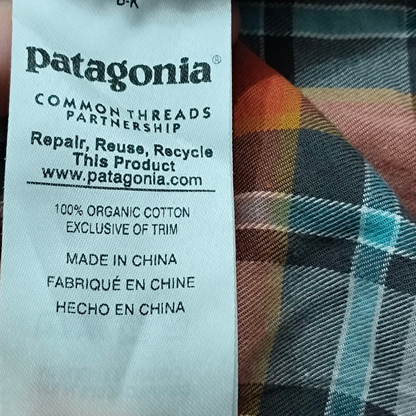 patagonia®
COMMON THREADS
PARTNERSHIP
Repair, Reuse, Recycle
This Product
www.patagonia.com
100% ORGANIC COTTON
EXCLUSIVE OF TRIM
MADE IN CHINA
FABRIQUÉ EN CHINE
HECHO EN CHINA